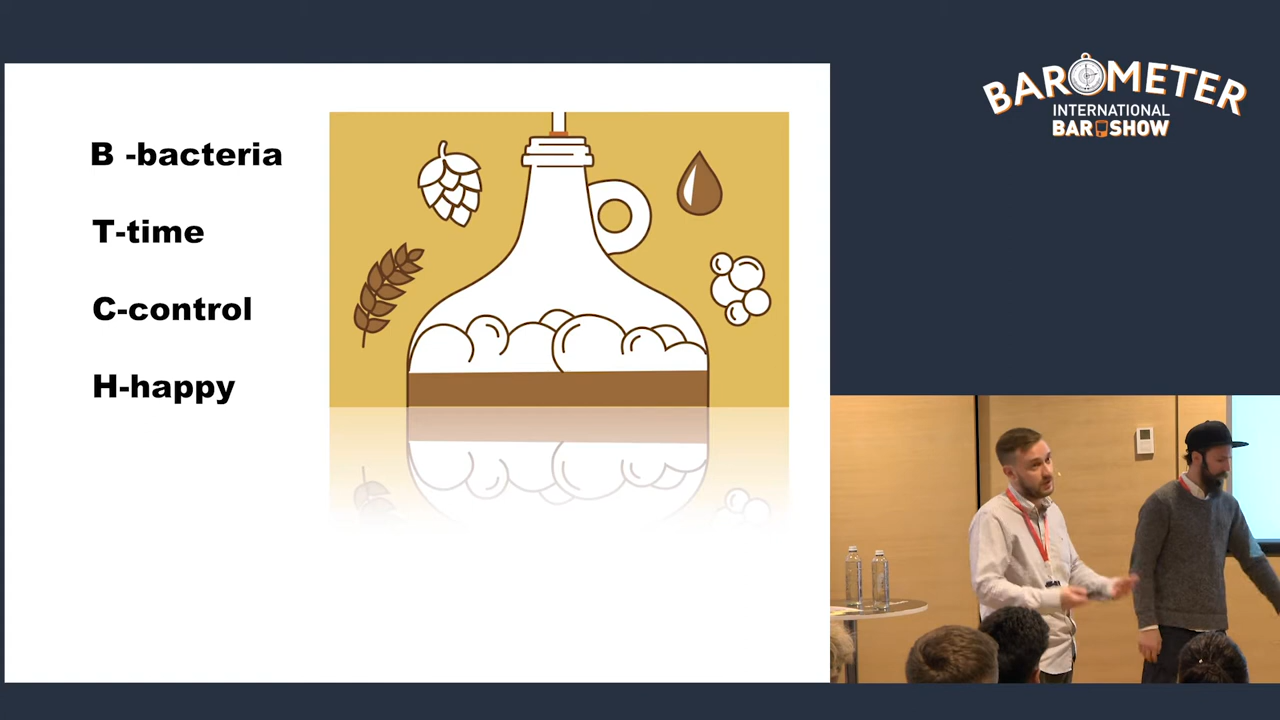 B -bacteria
T-time
C-control
H-happy
BAROMETER
INTERNATIONAL
BAR SHOW